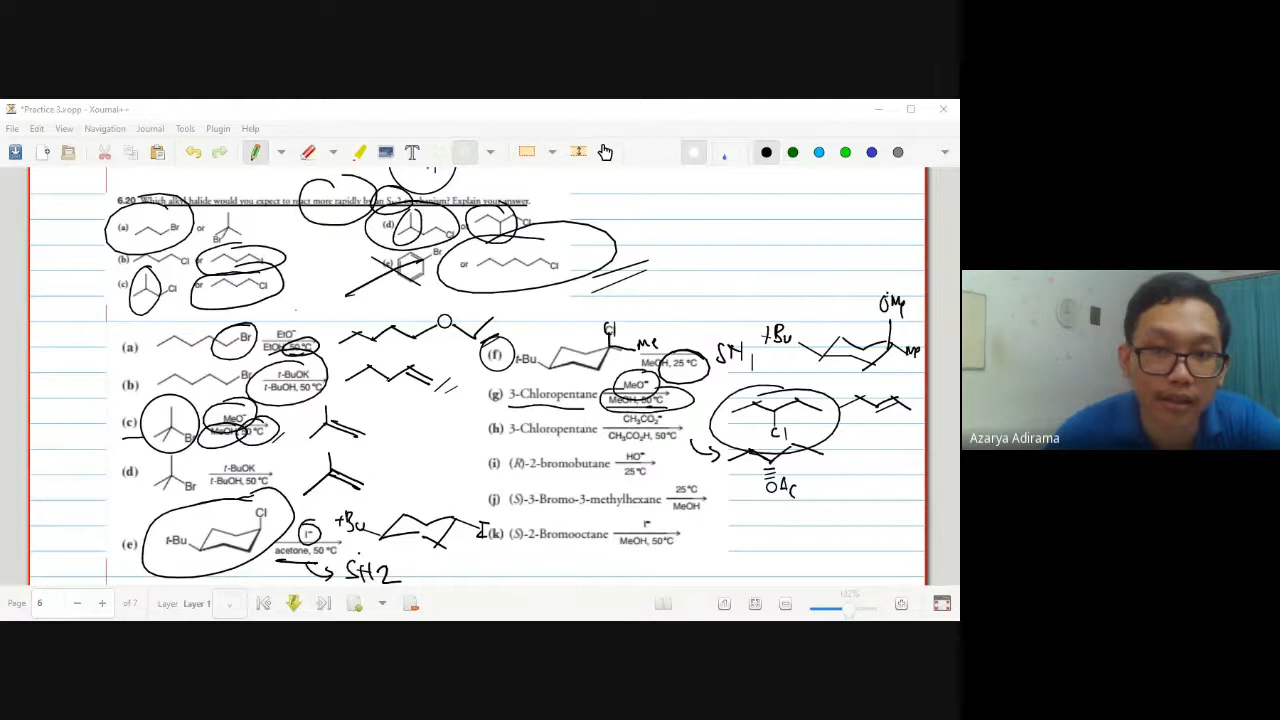 *Practice 3.xopp - Xournal++
File Edit View Navigation Journal Tools Plugin Help
6.20 Which alkyl halide would you expect to react more rapidly by an SN2 mechanism? Explain your answer.
(a) Br or Br
(b) Cl or I
(c) Cl or Cl
(d) Cl or Cl
(e) Br or Cl
(a) Br EtO⁻ EtOH, 50 °C O
(b) Br t-BuOK t-BuOH, 50 °C
(c) Br MeO⁻ MeOH, 50 °C
(d) Br t-BuOK t-BuOH, 50 °C
(e) t-Bu Cl I⁻ acetone, 50 °C tBu I
SN2
(f) t-Bu Cl Me MeOH, 25 °C SN1 tBu OMe Me
(g) 3-Chloropentane MeO⁻ MeOH, 50 °C Cl
(h) 3-Chloropentane CH₃CO₂⁻ CH₃CO₂H, 50°C OAc
(i) (R)-2-bromobutane HO⁻ 25 °C
(j) (S)-3-Bromo-3-methylhexane 25 °C MeOH
(k) (S)-2-Bromooctane I⁻ MeOH, 50°C
Page 6 of 7 Layer Layer 1 132%
Azarya Adirama